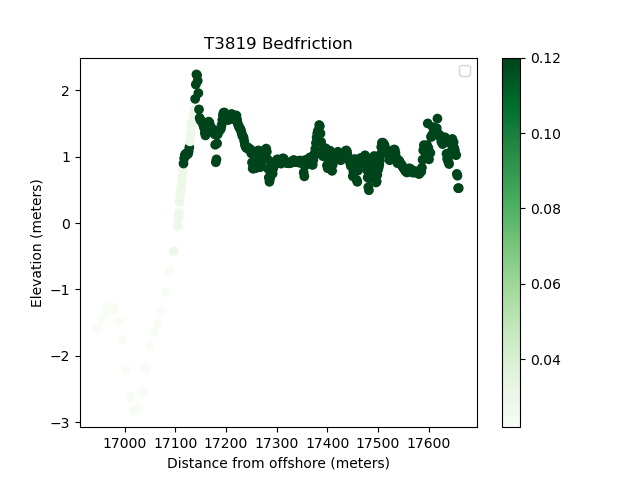 T3819 Bedfriction
Elevation (meters)
2
1
0
−1
−2
−3
17000 17100 17200 17300 17400 17500 17600
Distance from offshore (meters)
0.12
0.10
0.08
0.06
0.04